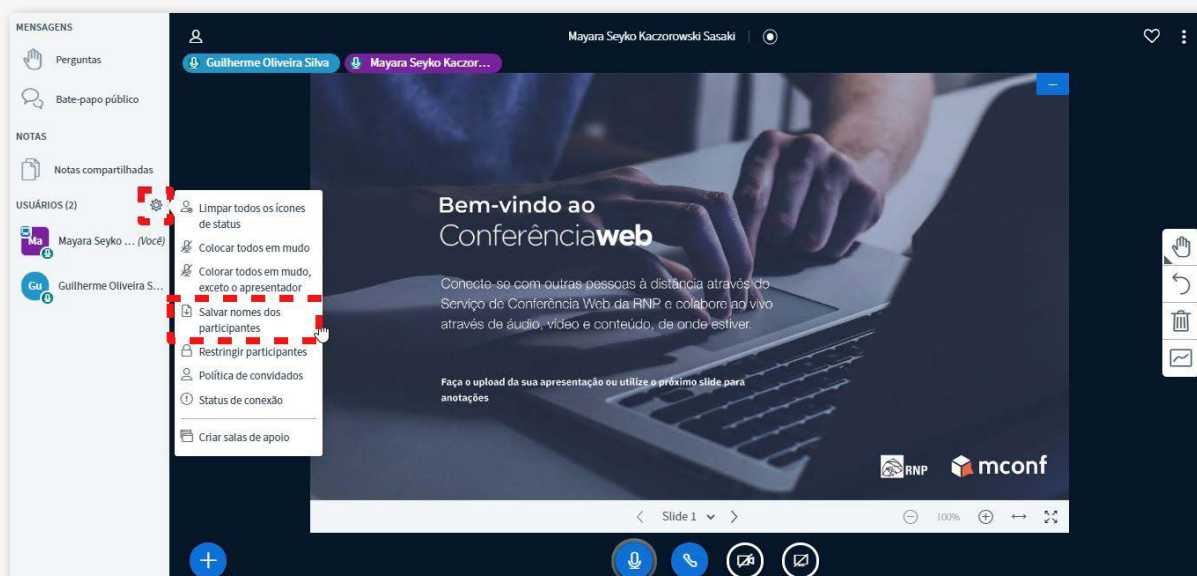 MENSAGENS
Perguntas
Bate-papo público
NOTAS
Notas compartilhadas
USUÁRIOS (2)
Ma
Mayara Seyko ... (Você)
Gu
Guilherme Oliveira S...
Limpar todos os ícones
de status
Colocar todos em mudo
Colorar todos em mudo,
exceto o apresentador
Salvar nomes dos
participantes
Restringir participantes
Política de convidados
Status de conexão
Criar salas de apoio
Mayara Seyko Kaczorowski Sasaki
Guilherme Oliveira Silva
Mayara Seyko Kaczor...
Bem-vindo ao
Conferênciaweb
Conecte-se com outras pessoas à distância através do
Serviço de Conferência Web da RNP e colabore ao vivo
através de áudio, vídeo e conteúdo, de onde estiver.
Faça o upload da sua apresentação ou utilize o próximo slide para
anotações
RNP
mconf
Slide 1
100%